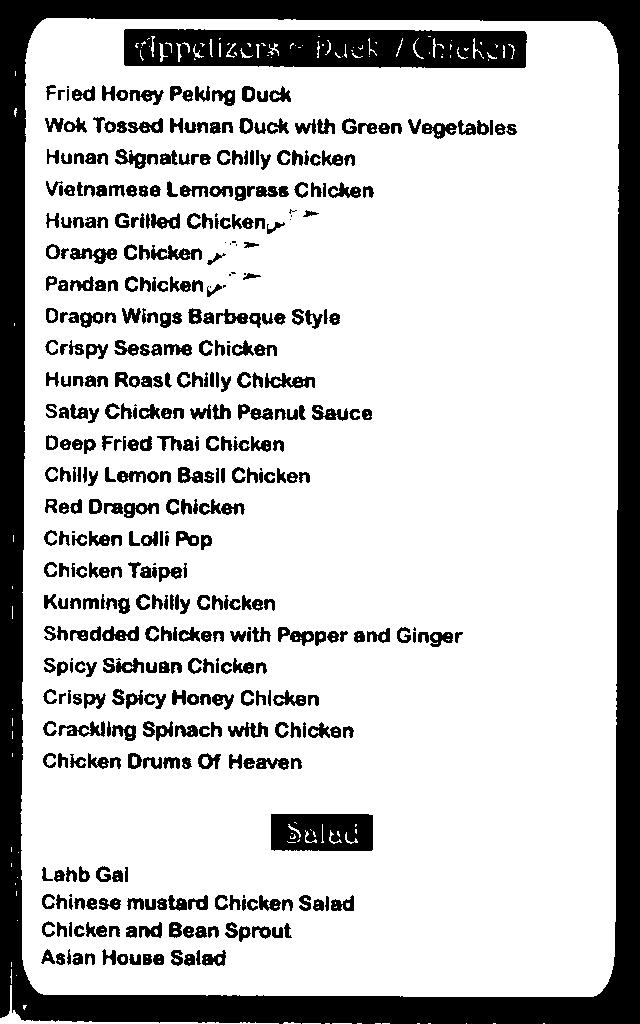 Appetizers ~ Duck / Chicken
Fried Honey Peking Duck
Wok Tossed Hunan Duck with Green Vegetables
Hunan Signature Chilly Chicken
Vietnamese Lemongrass Chicken
Hunan Grilled Chicken
Orange Chicken
Pandan Chicken
Dragon Wings Barbeque Style
Crispy Sesame Chicken
Hunan Roast Chilly Chicken
Satay Chicken with Peanut Sauce
Deep Fried Thai Chicken
Chilly Lemon Basil Chicken
Red Dragon Chicken
Chicken Lolli Pop
Chicken Taipei
Kunming Chilly Chicken
Shredded Chicken with Pepper and Ginger
Spicy Sichuan Chicken
Crispy Spicy Honey Chicken
Crackling Spinach with Chicken
Chicken Drums Of Heaven
Salad
Lahb Gai
Chinese mustard Chicken Salad
Chicken and Bean Sprout
Asian House Salad